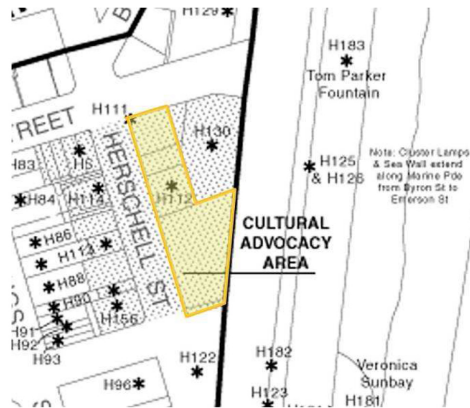 H129
H183
Tom Parker
Fountain
H111
STREET
H130
H83
H5
Note: Cluster Lamps
& Sea Wall extend
along Marine Pde
from Byron St to
Emerson St
HERSCHELL ST
H125
& H126
H84
H114
H112
H86
H113
CULTURAL
ADVOCACY
AREA
H88
H90
H91
H156
H92
H93
H122
H182
Veronica
Sunbay
H96
H123
H181